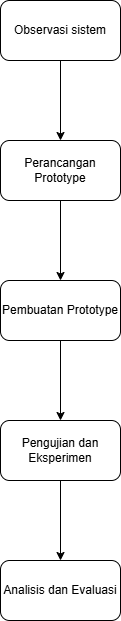 Observasi sistem
Perancangan
Prototype
Pembuatan Prototype
Pengujian dan
Eksperimen
Analisis dan Evaluasi